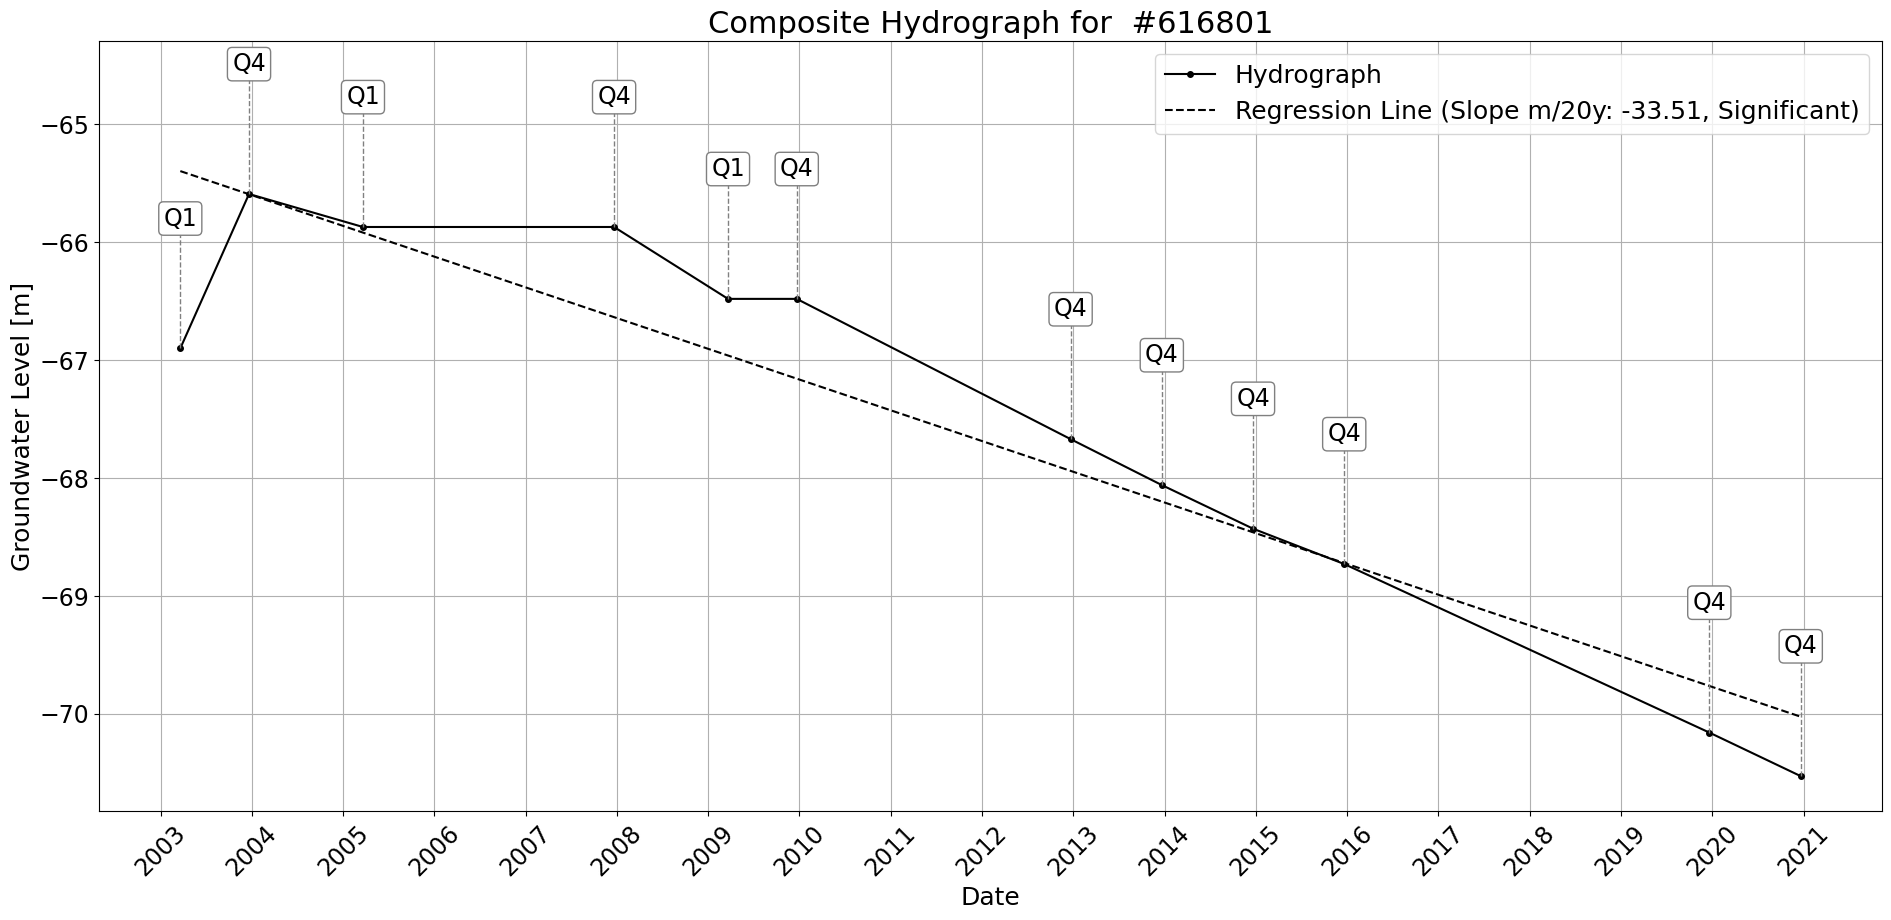 Composite Hydrograph for  #616801
Hydrograph
Regression Line (Slope m/20y: -33.51, Significant)
Q4
Q1
Q4
Q1
Q4
Q1
Q4
Q4
Q4
Q4
Q4
Q4
Groundwater Level [m]
−65
−66
−67
−68
−69
−70
2003
2004
2005
2006
2007
2008
2009
2010
2011
2012
2013
2014
2015
2016
2017
2018
2019
2020
2021
Date